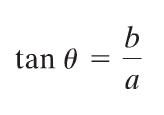 tan θ = b/a